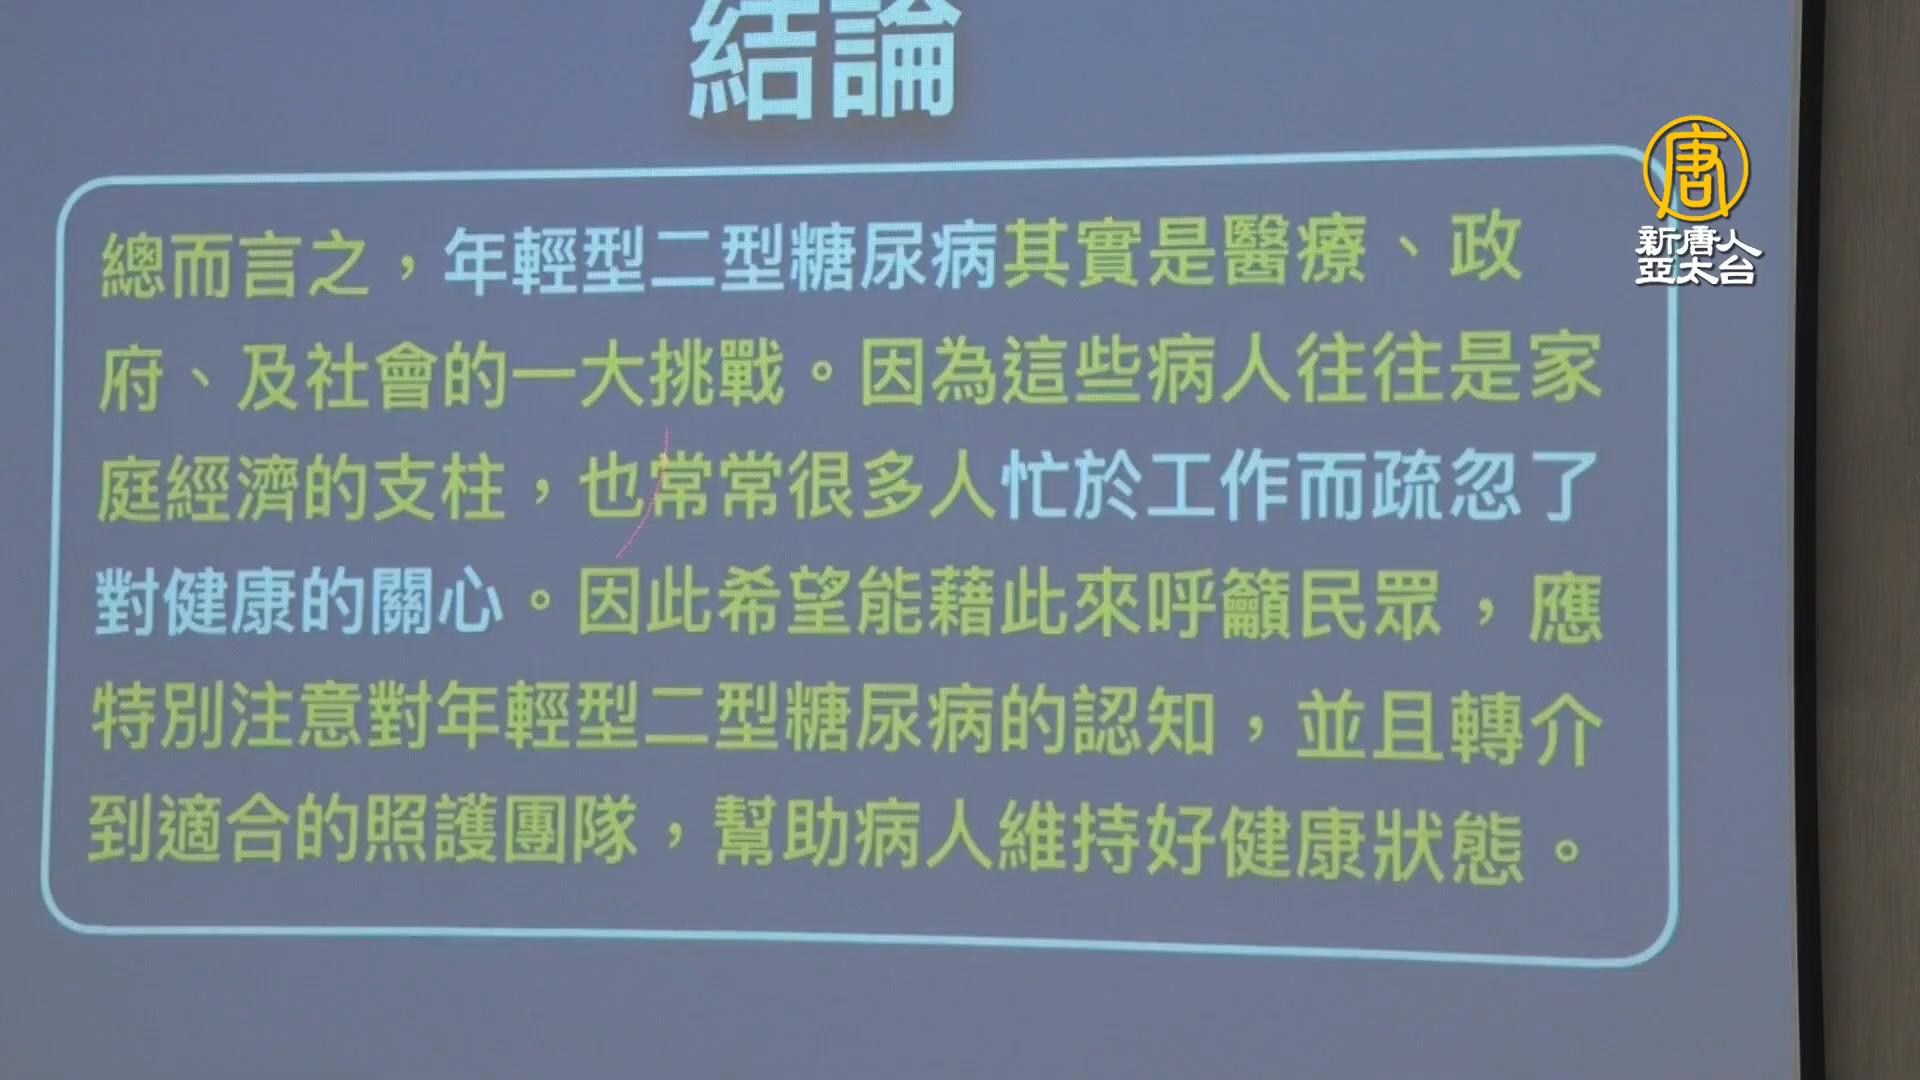 結論
總而言之，年輕型二型糖尿病其實是醫療、政
府、及社會的一大挑戰。因為這些病人往往是家
庭經濟的支柱，也常常很多人忙於工作而疏忽了
對健康的關心。因此希望能藉此來呼籲民眾，應
特別注意對年輕型二型糖尿病的認知，並且轉介
到適合的照護團隊，幫助病人維持好健康狀態。
唐
新唐人
亞太台